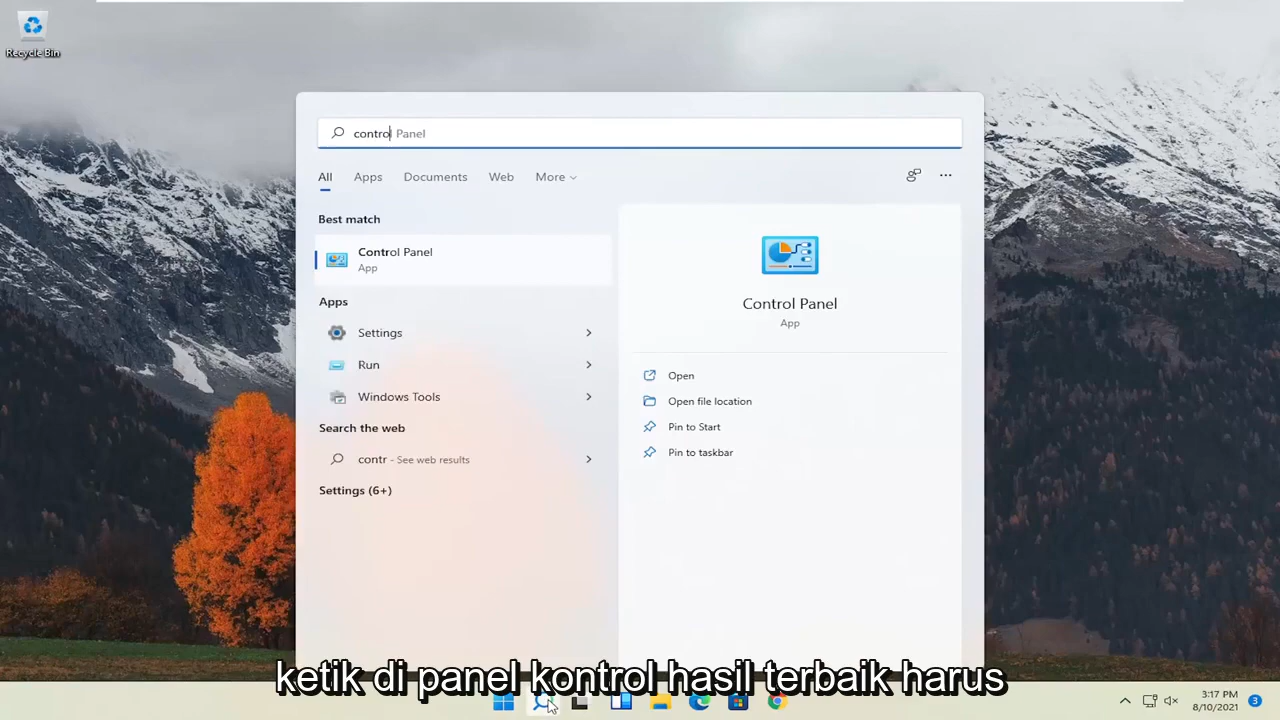 Recycle Bin
control Panel
All Apps Documents Web More
Best match
Control Panel
App
Apps
Settings
Run
Windows Tools
Search the web
contr - See web results
Settings (6+)
Control Panel
App
Open
Open file location
Pin to Start
Pin to taskbar
ketik di panel kontrol hasil terbaik harus
3:17 PM
8/10/2021
3